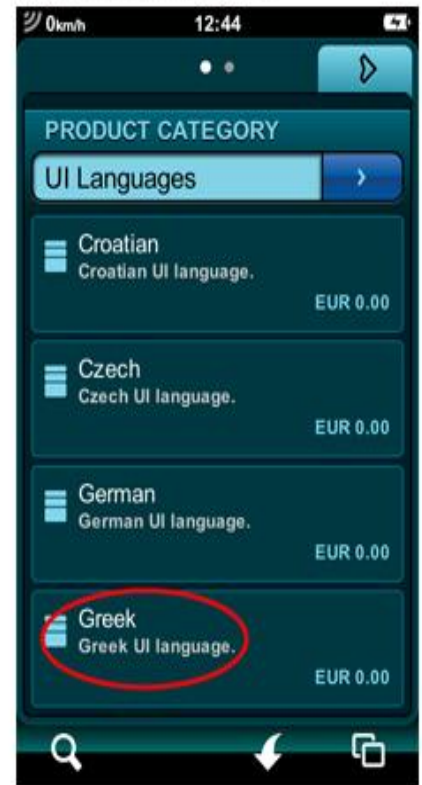 0km/h 12:44
PRODUCT CATEGORY
UI Languages
Croatian
Croatian UI language.
EUR 0.00
Czech
Czech UI language.
EUR 0.00
German
German UI language.
EUR 0.00
Greek
Greek UI language.
EUR 0.00